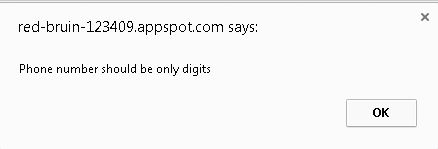 red-bruin-123409.appspot.com says:
Phone number should be only digits
OK